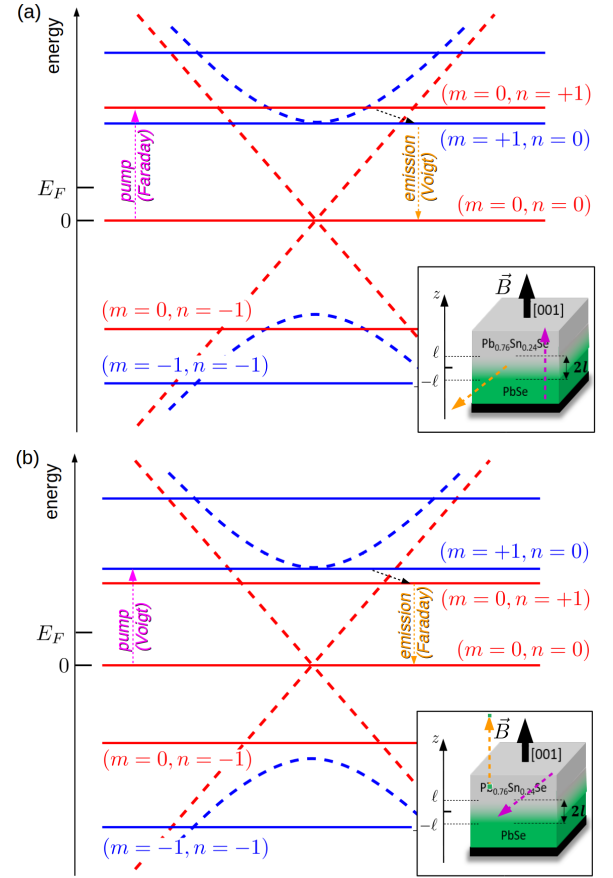 (a)
energy
(m = 0, n = +1)
(m = +1, n = 0)
pump
(Faraday)
emission
(Voigt)
E_F
0
(m = 0, n = 0)
(m = 0, n = −1)
(m = −1, n = −1)
B⃗
z
[001]
Pb0.76Sn0.24Se
ℓ
−ℓ
2l
PbSe
(b)
energy
(m = +1, n = 0)
(m = 0, n = +1)
pump
(Voigt)
emission
(Faraday)
E_F
0
(m = 0, n = 0)
(m = 0, n = −1)
(m = −1, n = −1)
B⃗
z
[001]
Pb0.76Sn0.24Se
ℓ
−ℓ
2l
PbSe